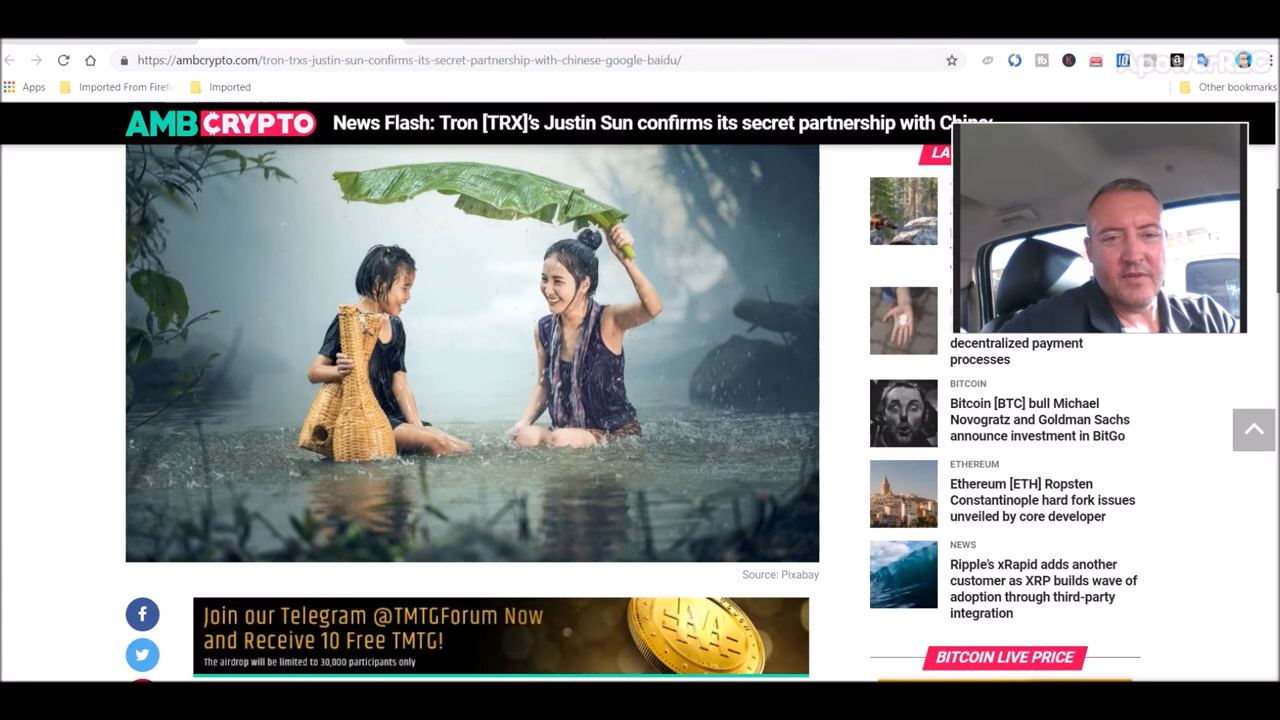 https://ambcrypto.com/tron-trxs-justin-sun-confirms-its-secret-partnership-with-chinese-google-baidu/
ApowerREC
Apps
Imported From Firef
Imported
Other bookmarks
AMBCRYPTO
News Flash: Tron [TRX]'s Justin Sun confirms its secret partnership with
LA
decentralized payment
processes
BITCOIN
Bitcoin [BTC] bull Michael
Novogratz and Goldman Sachs
announce investment in BitGo
ETHEREUM
Ethereum [ETH] Ropsten
Constantinople hard fork issues
unveiled by core developer
NEWS
Ripple's xRapid adds another
customer as XRP builds wave of
adoption through third-party
integration
Source: Pixabay
Join our Telegram @TMTGForum Now
and Receive 10 Free TMTG!
The airdrop will be limited to 30,000 participants only
BITCOIN LIVE PRICE